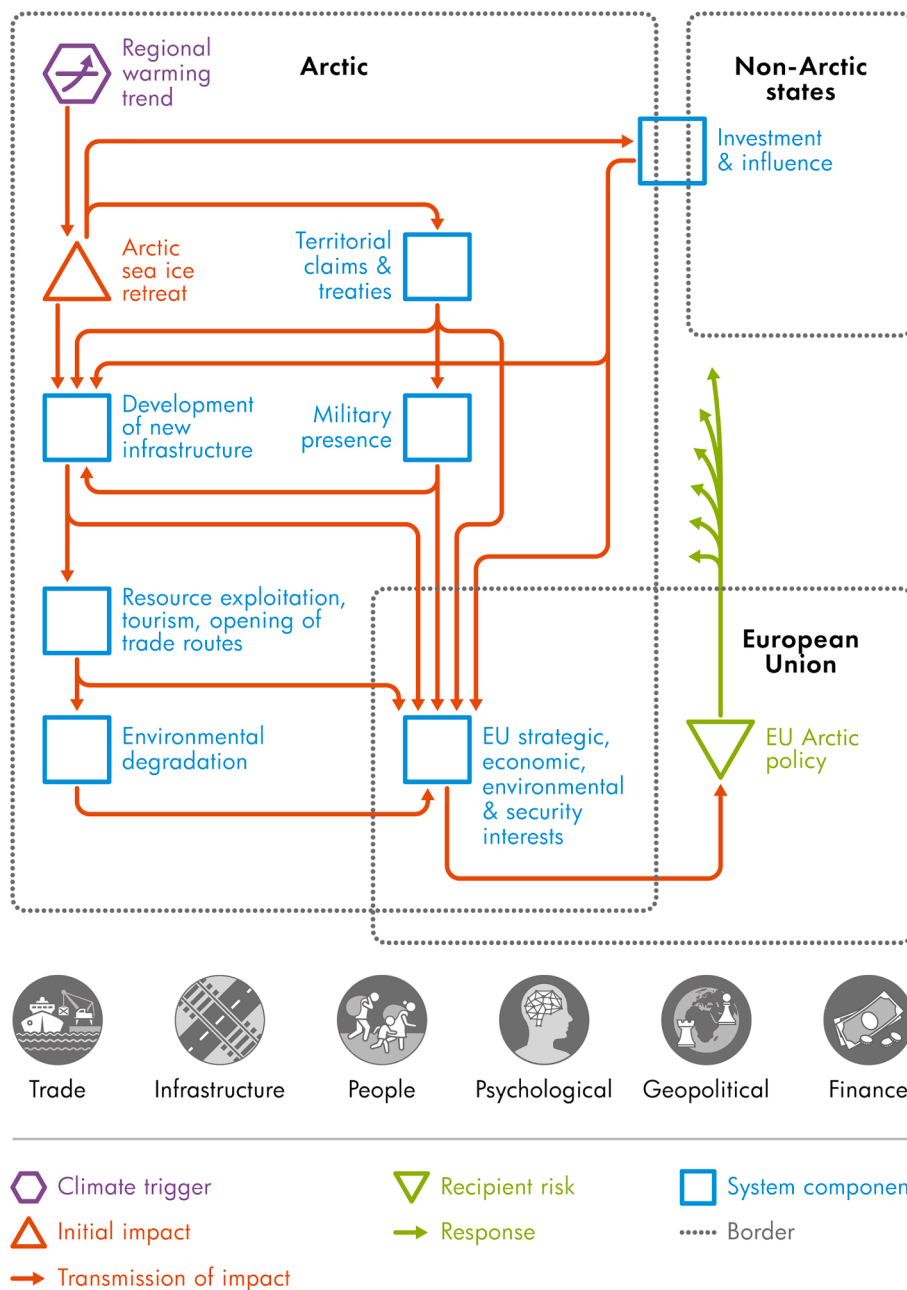 Regional
warming
trend
Arctic
Non-Arctic
states
Investment
& influence
Arctic
sea ice
retreat
Territorial
claims &
treaties
Development
of new
infrastructure
Military
presence
Resource exploitation,
tourism, opening of
trade routes
European
Union
Environmental
degradation
EU strategic,
economic,
environmental
& security
interests
EU Arctic
policy
Trade
Infrastructure
People
Psychological
Geopolitical
Finance
Climate trigger
Recipient risk
System componen
Initial impact
Response
Border
Transmission of impact